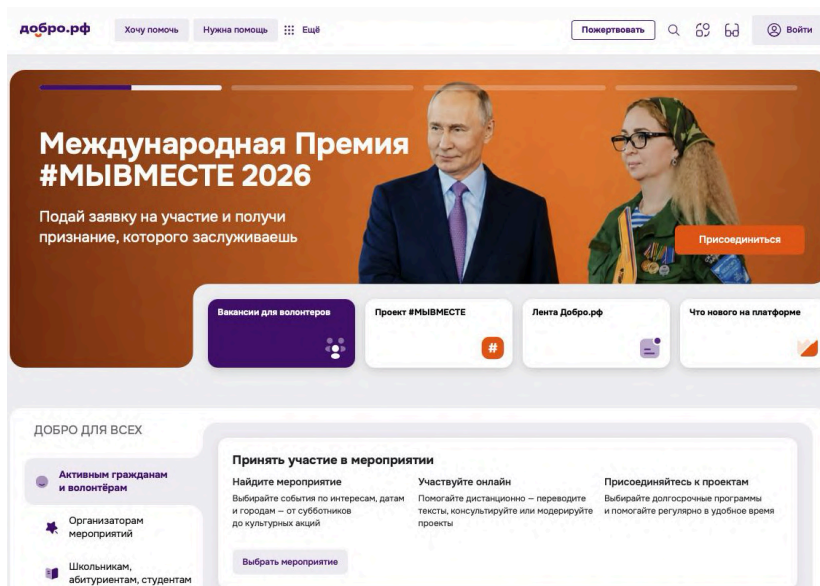 добро.рф
Хочу помочь
Нужна помощь
Ещё
Пожертвовать
Войти
Международная Премия
#МЫВМЕСТЕ 2026
Подай заявку на участие и получи
признание, которого заслуживаешь
Присоединиться
Вакансии для волонтеров
Проект #МЫВМЕСТЕ
#
Лента Добро.рф
Что нового на платформе
ДОБРО ДЛЯ ВСЕХ
Активным гражданам
и волонтёрам
Организаторам
мероприятий
Школьникам,
абитуриентам, студентам
Принять участие в мероприятии
Найдите мероприятие
Выбирайте события по интересам, датам
и городам — от субботников
до культурных акций
Участвуйте онлайн
Помогайте дистанционно — переводите
тексты, консультируйте или модерируйте
проекты
Присоединяйтесь к проектам
Выбирайте долгосрочные программы
и помогайте регулярно в удобное время
Выбрать мероприятие